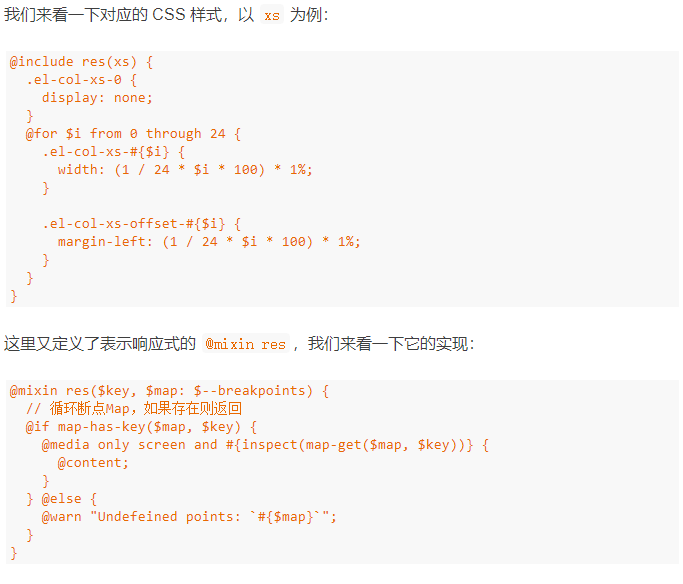 我们来看一下对应的 CSS 样式，以 xs 为例：
@include res(xs) {
  .el-col-xs-0 {
    display: none;
  }
  @for $i from 0 through 24 {
    .el-col-xs-#{$i} {
      width: (1 / 24 * $i * 100) * 1%;
    }

    .el-col-xs-offset-#{$i} {
      margin-left: (1 / 24 * $i * 100) * 1%;
    }
  }
}
这里又定义了表示响应式的 @mixin res ，我们来看一下它的实现：
@mixin res($key, $map: $--breakpoints) {
  // 循环断点Map，如果存在则返回
  @if map-has-key($map, $key) {
    @media only screen and #{inspect(map-get($map, $key))} {
      @content;
    }
  } @else {
    @warn "Undefeined points: `#{$map}`";
  }
}